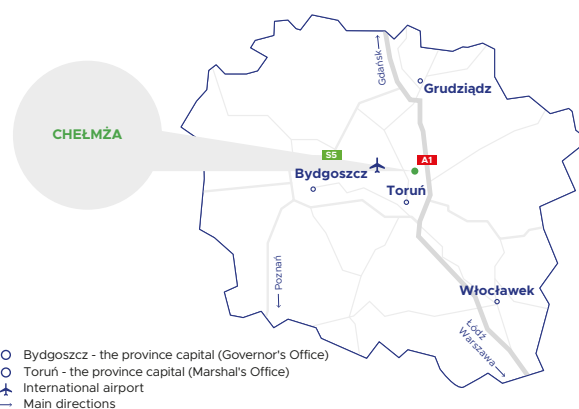 Gdańsk
Grudziądz
CHEŁMŻA
S5
A1
Bydgoszcz
Toruń
Poznań
Włocławek
Łódź
Warszawa
Bydgoszcz - the province capital (Governor's Office)
Toruń - the province capital (Marshal's Office)
International airport
Main directions